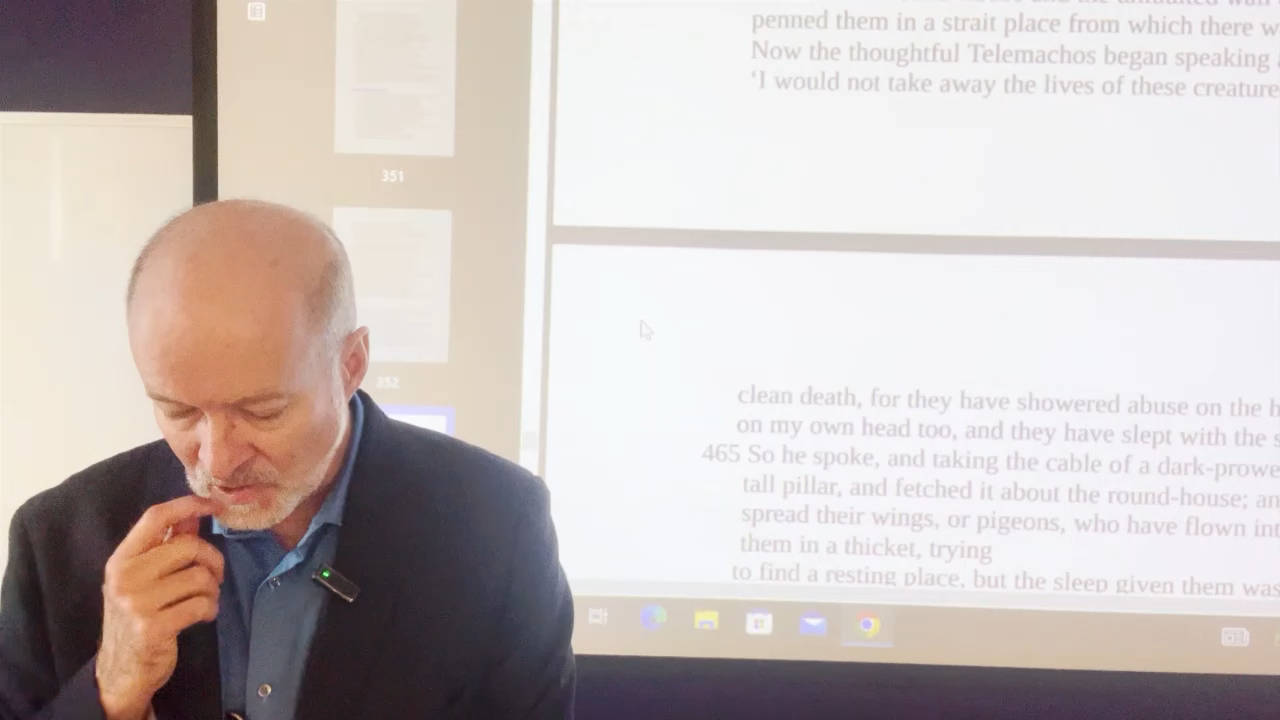 penned them in a strait place from which there
Now the thoughtful Telemachos began speaking
'I would not take away the lives of these creature
351
352
clean death, for they have showered abuse on the
on my own head too, and they have slept with the
465 So he spoke, and taking the cable of a dark-prowe
tall pillar, and fetched it about the round-house;
spread their wings, or pigeons, who have flown
them in a thicket, trying
to find a resting place, but the sleep given them was